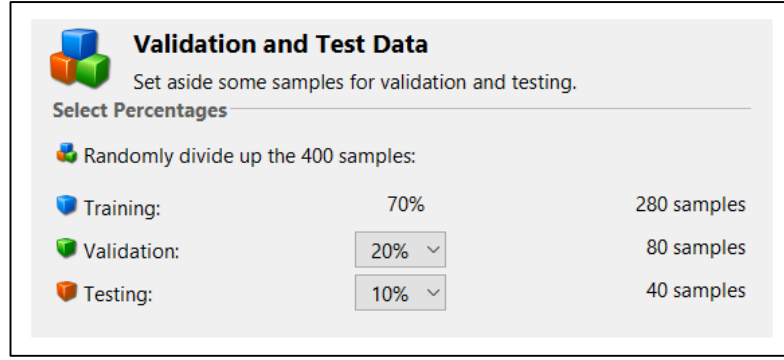 Validation and Test Data
Set aside some samples for validation and testing.
Select Percentages
Randomly divide up the 400 samples:
Training: 70% 280 samples
Validation: 20% 80 samples
Testing: 10% 40 samples